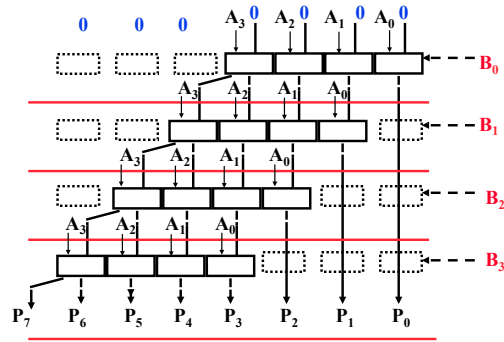 0 0 0 0 0 0 0
A₃ A₂ A₁ A₀
B₀
A₃ A₂ A₁ A₀
B₁
A₃ A₂ A₁ A₀
B₂
A₃ A₂ A₁ A₀
B₃
P₇ P₆ P₅ P₄ P₃ P₂ P₁ P₀